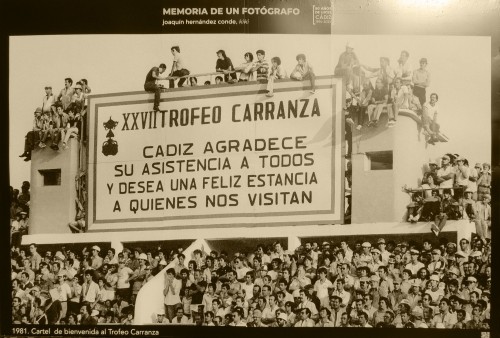 MEMORIA DE UN FOTÓGRAFO
joaquín hernández conde, kiki
CADIZ
XXVII TROFEO CARRANZA
CADIZ AGRADECE
SU ASISTENCIA A TODOS
Y DESEA UNA FELIZ ESTANCIA
A QUIENES NOS VISITAN
1981. Cartel de bienvenida al Trofeo Carranza